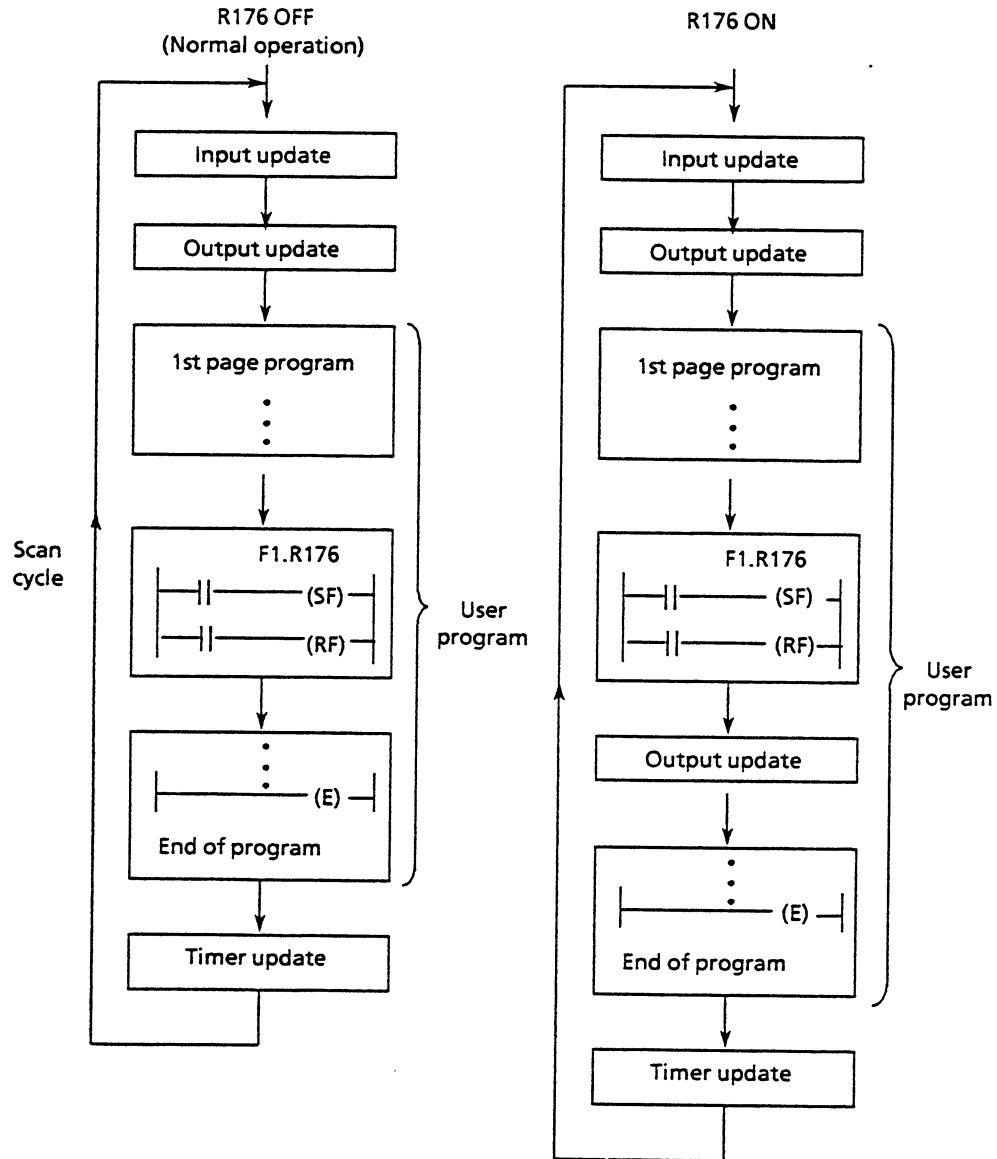 R176 OFF
(Normal operation)
Input update
Output update
1st page program
F1.R176
(SF)
(RF)
(E)
End of program
Timer update
Scan
cycle
User
program
R176 ON
Input update
Output update
1st page program
F1.R176
(SF)
(RF)
Output update
(E)
End of program
Timer update
User
program